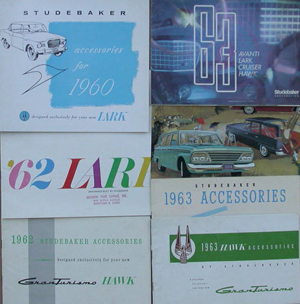 STUDEBAKER
accessories
for
1960
designed exclusively for your new LARK
63
AVANTI
LARK
CRUISER
HAWK
Studebaker
'62 LARK
STUDEBAKER
1963 ACCESSORIES
1962 STUDEBAKER ACCESSORIES
designed exclusively for your new
Gran Turismo HAWK
1963 HAWK ACCESSORIES
BY STUDEBAKER
Gran Turismo